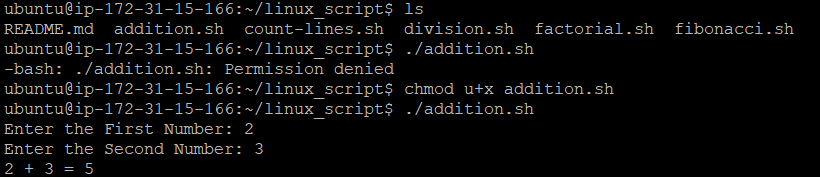 ubuntu@ip-172-31-15-166:~/linux_script$ ls
README.md  addition.sh  count-lines.sh  division.sh  factorial.sh  fibonacci.sh
ubuntu@ip-172-31-15-166:~/linux_script$ ./addition.sh
-bash: ./addition.sh: Permission denied
ubuntu@ip-172-31-15-166:~/linux_script$ chmod u+x addition.sh
ubuntu@ip-172-31-15-166:~/linux_script$ ./addition.sh
Enter the First Number: 2
Enter the Second Number: 3
2 + 3 = 5